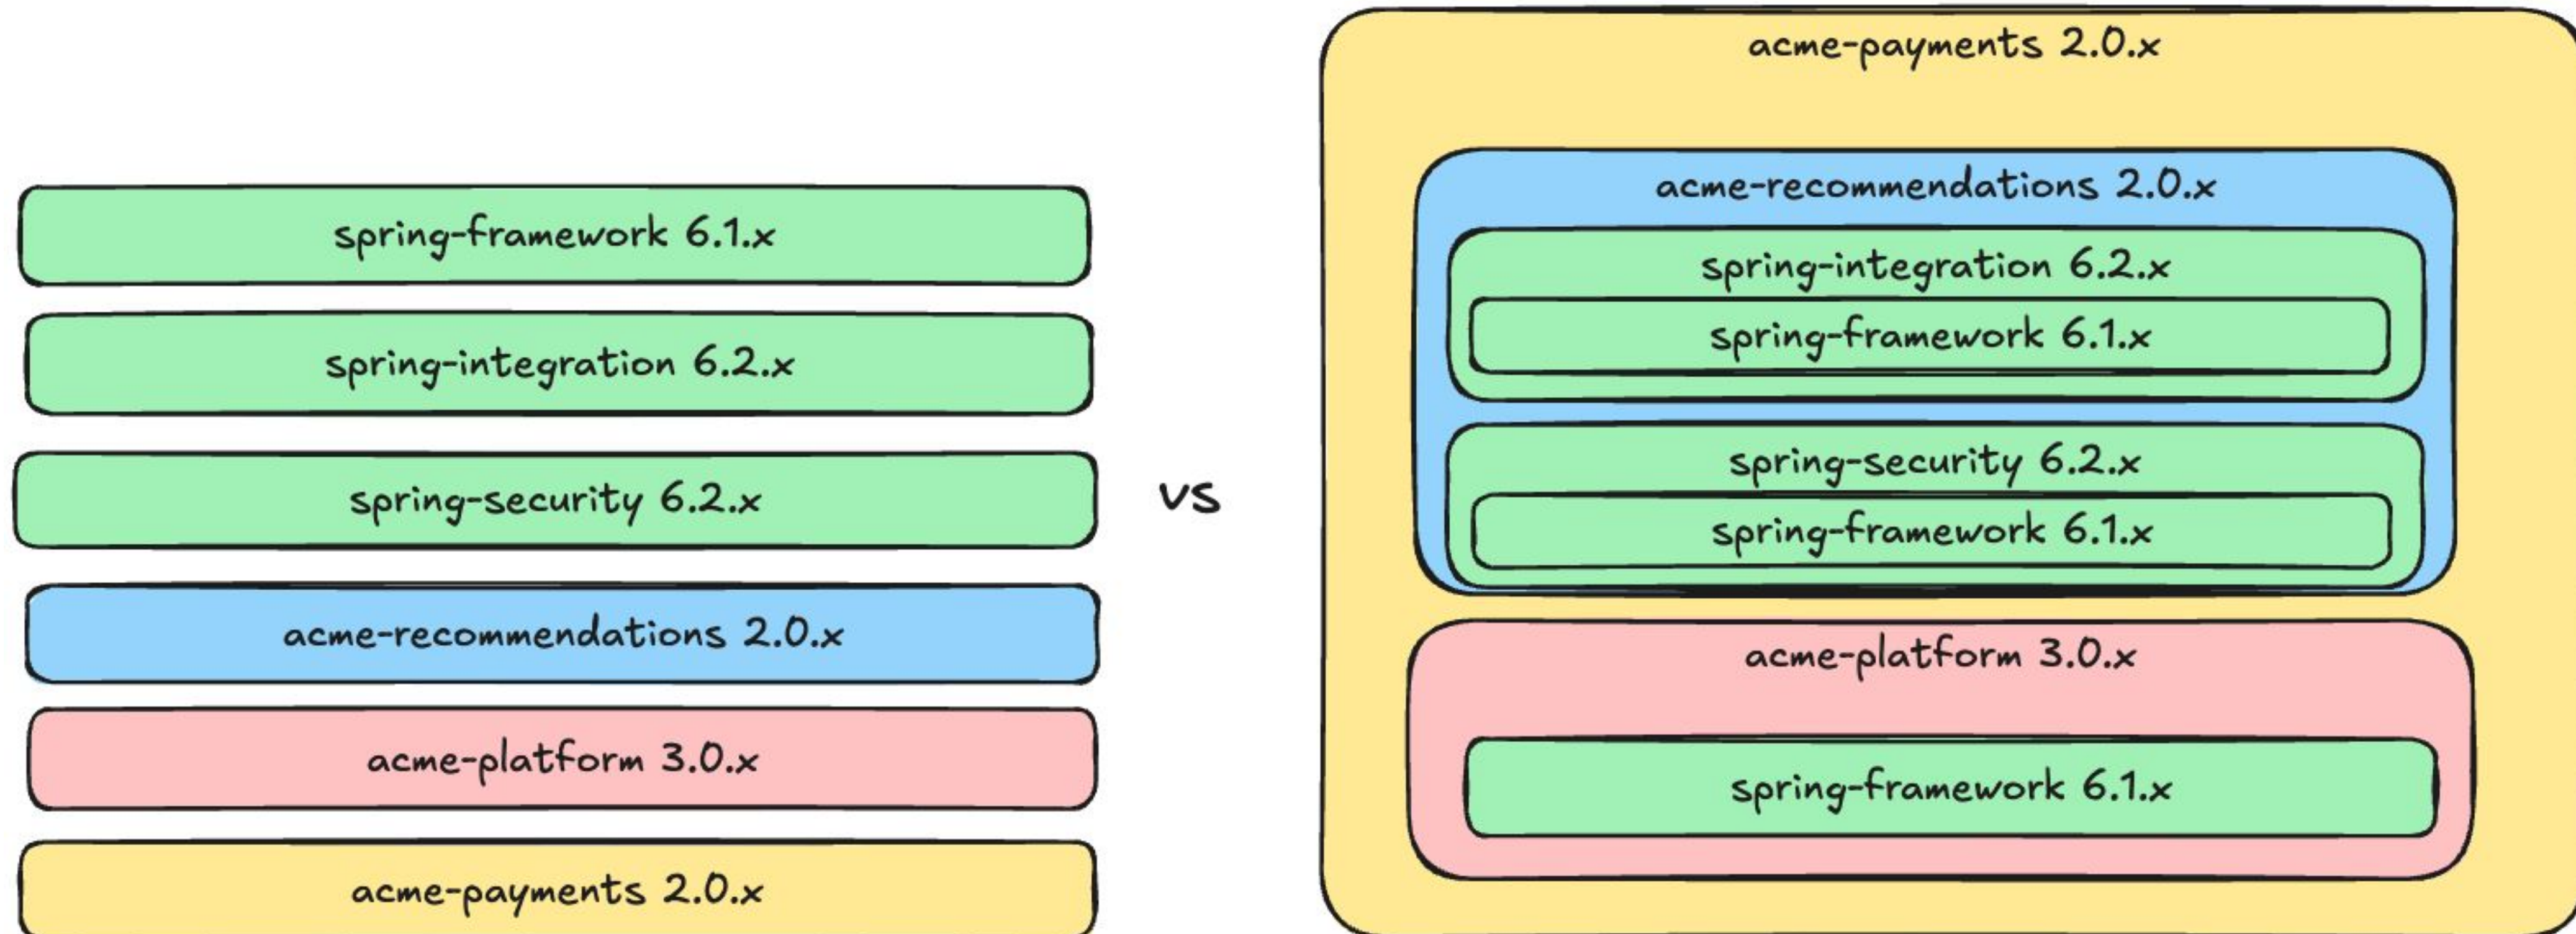 spring-framework 6.1.x
spring-integration 6.2.x
spring-security 6.2.x
acme-recommendations 2.0.x
acme-platform 3.0.x
acme-payments 2.0.x
vs
acme-payments 2.0.x
acme-recommendations 2.0.x
spring-integration 6.2.x
spring-framework 6.1.x
spring-security 6.2.x
spring-framework 6.1.x
acme-platform 3.0.x
spring-framework 6.1.x